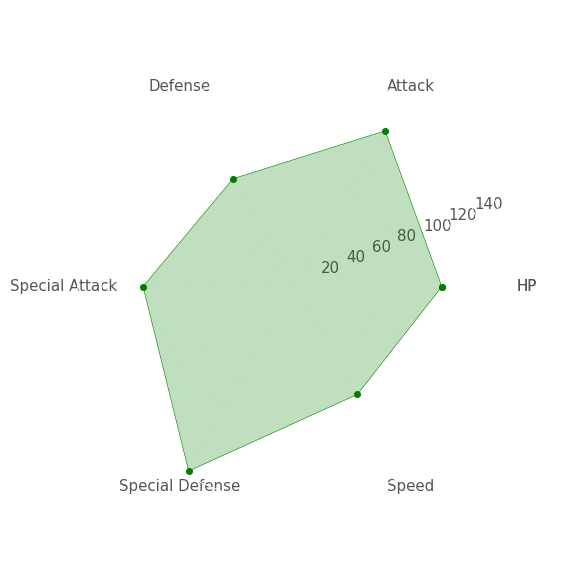 Defense
Attack
140
120
100
80
60
40
20
Special Attack
HP
Special Defense
Speed